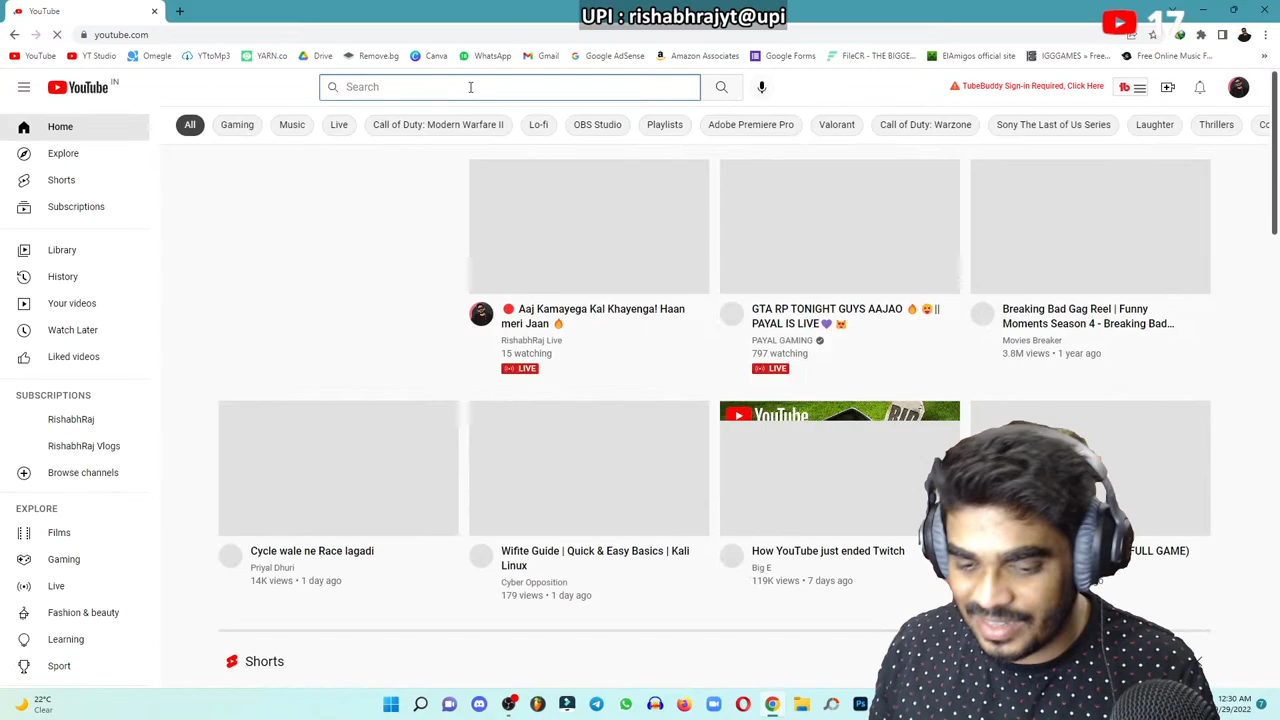 YouTube
UPI : rishabhrajyt@upi
17
youtube.com
YouTube YT Studio Omegle YTtoMp3 YARN.co Drive Remove.bg Canva WhatsApp Gmail Google AdSense Amazon Associates Google Forms FileCR - THE BIGGE... ElAmigos official site IGGGAMES » Free... Free Online Music F...
YouTube IN
Search
TubeBuddy Sign-in Required, Click Here
tb
All Gaming Music Live Call of Duty: Modern Warfare II Lo-fi OBS Studio Playlists Adobe Premiere Pro Valorant Call of Duty: Warzone Sony The Last of Us Series Laughter Thrillers Co
Home
Explore
Shorts
Subscriptions
Library
History
Your videos
Watch Later
Liked videos
SUBSCRIPTIONS
RishabhRaj
RishabhRaj Vlogs
Browse channels
EXPLORE
Films
Gaming
Live
Fashion & beauty
Learning
Sport
🔴 Aaj Kamayega Kal Khayenga! Haan
meri Jaan 🔥
RishabhRaj Live
15 watching
LIVE
GTA RP TONIGHT GUYS AAJAO 🔥😍||
PAYAL IS LIVE💜😻
PAYAL GAMING
797 watching
LIVE
Breaking Bad Gag Reel | Funny
Moments Season 4 - Breaking Bad...
Movies Breaker
3.8M views • 1 year ago
Cycle wale ne Race lagadi
Priyal Dhuri
14K views • 1 day ago
Wifite Guide | Quick & Easy Basics | Kali
Linux
Cyber Opposition
179 views • 1 day ago
YouTube
RIP
How YouTube just ended Twitch
Big E
119K views • 7 days ago
FULL GAME)
Shorts
22°C
Clear
Ps
12:30 AM
/29/2022